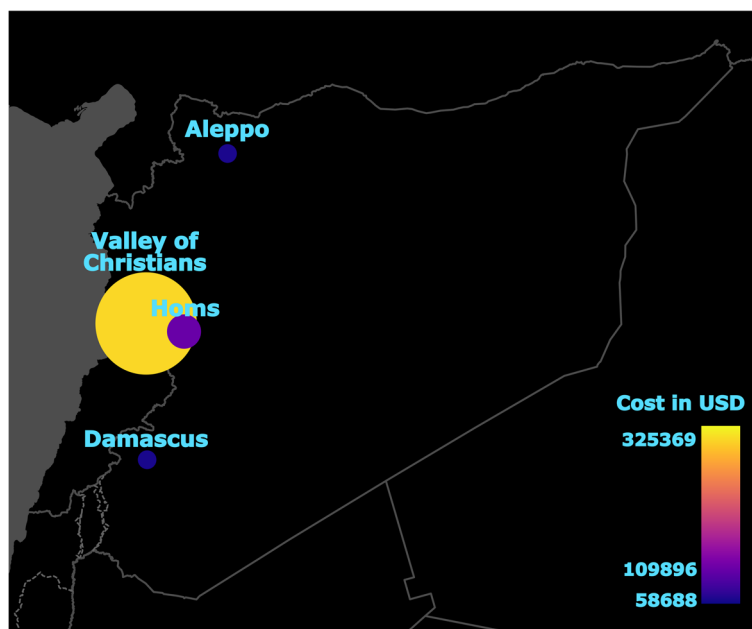 Aleppo
Valley of
Christians
Homs
Damascus
Cost in USD
325369
109896
58688